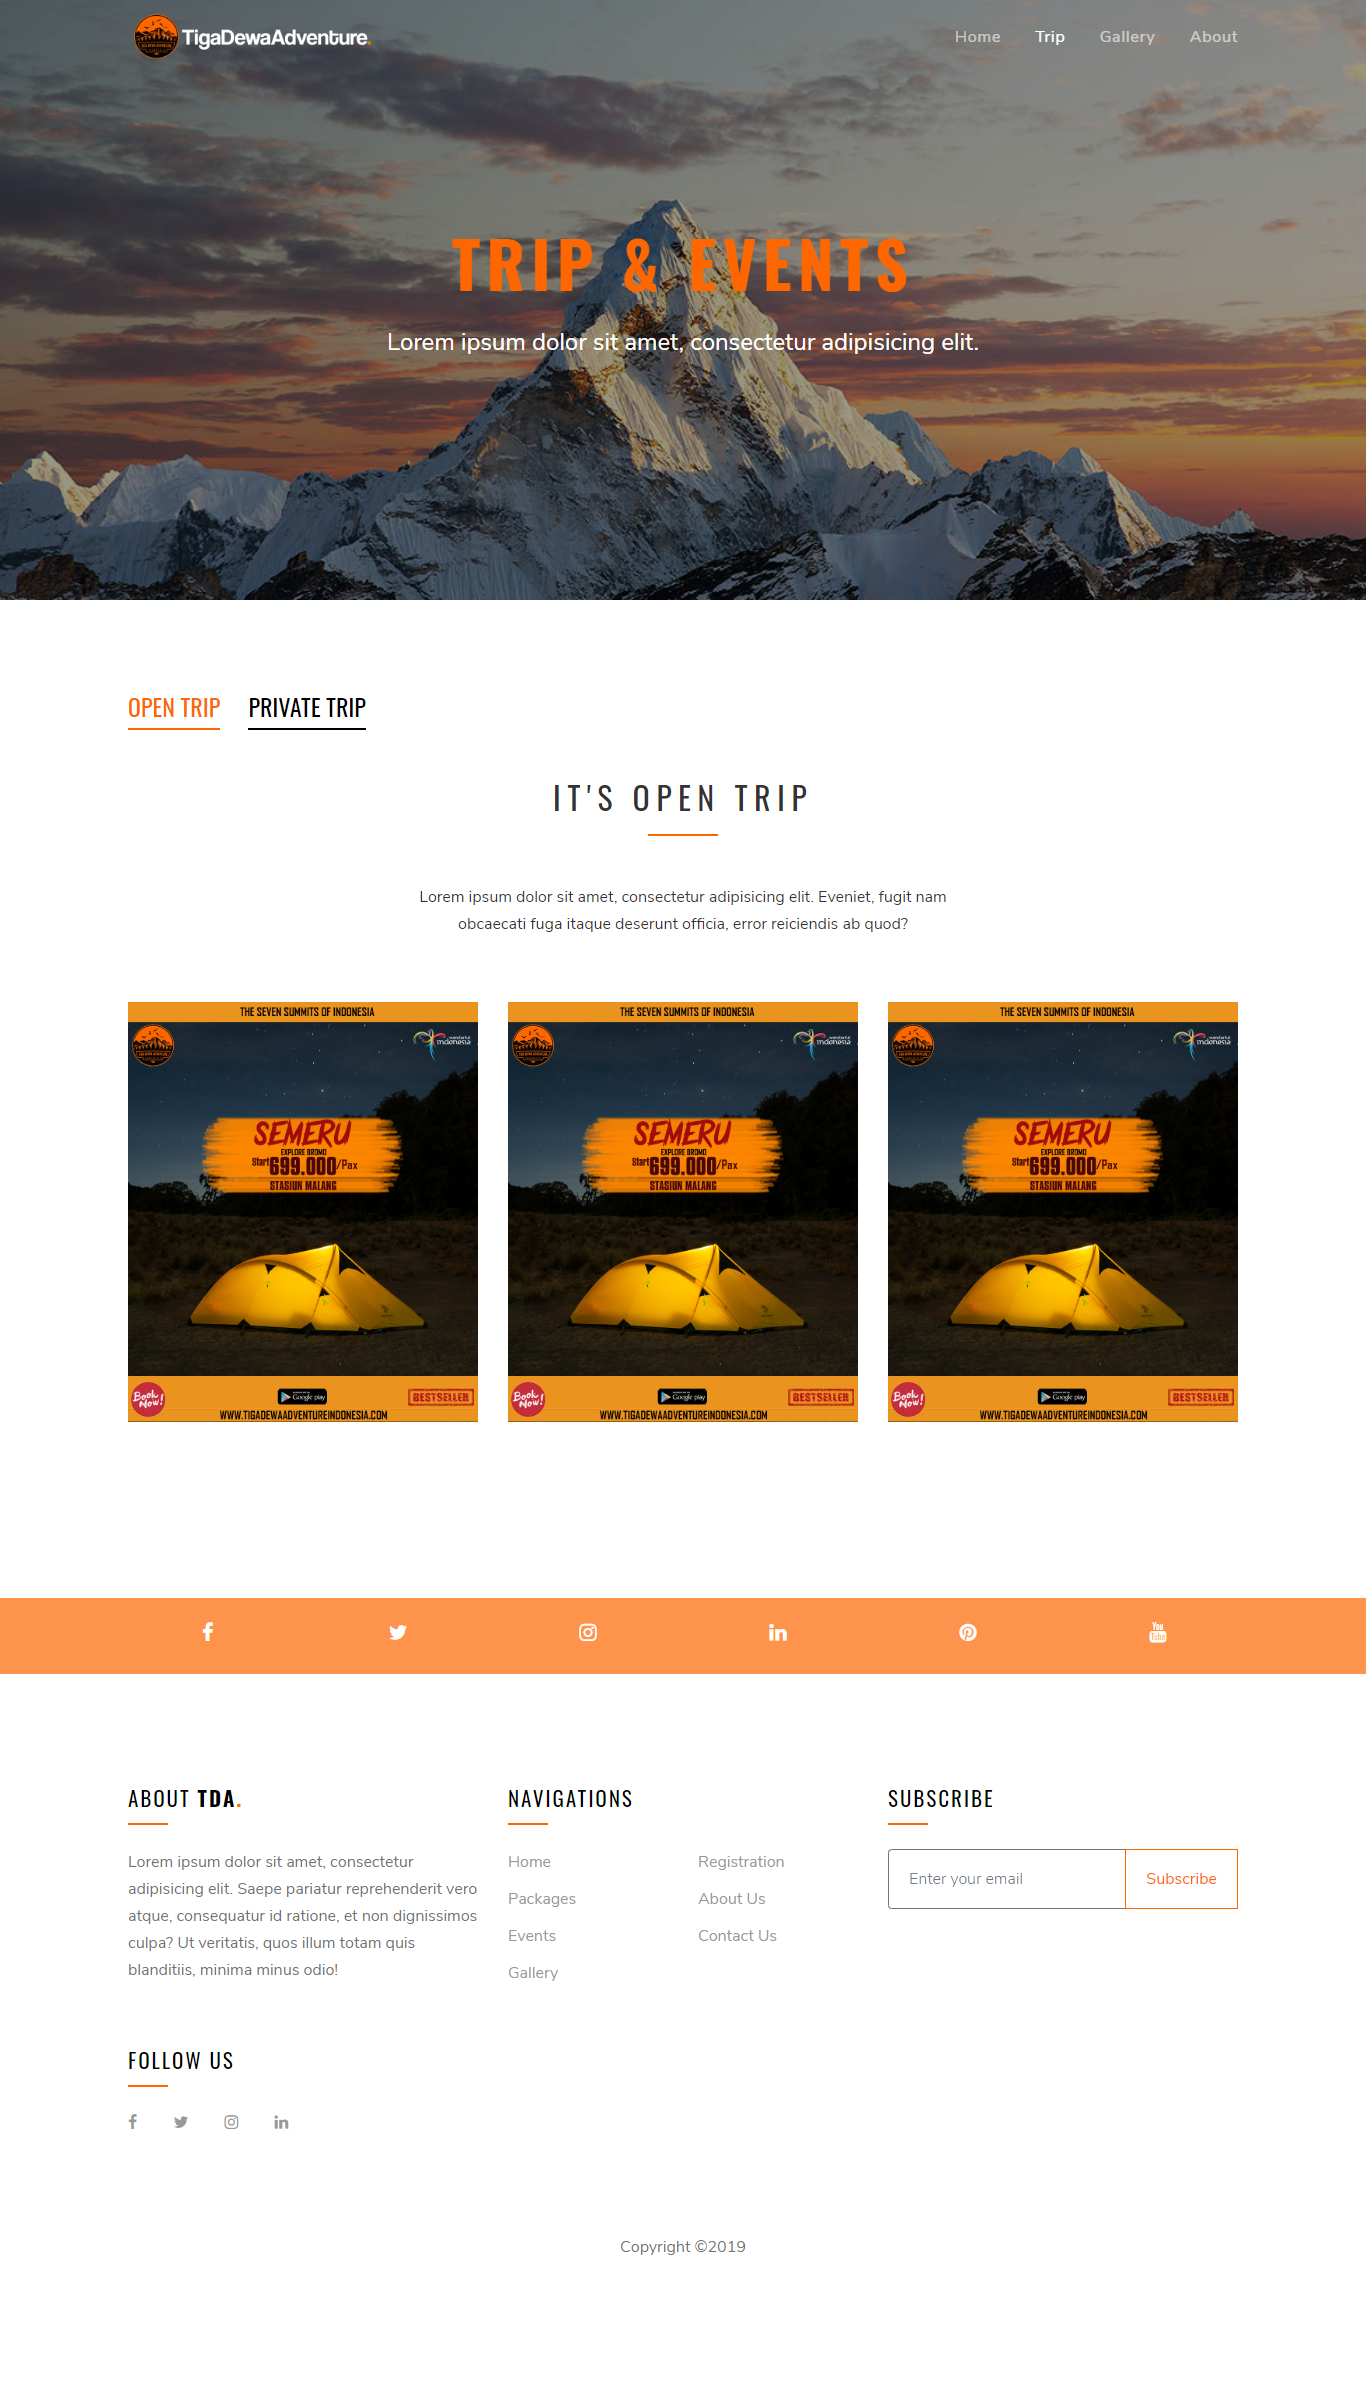 TigaDewaAdventure.
Home Trip Gallery About
TRIP & EVENTS
Lorem ipsum dolor sit amet, consectetur adipisicing elit.
OPEN TRIP PRIVATE TRIP
IT'S OPEN TRIP
Lorem ipsum dolor sit amet, consectetur adipisicing elit. Eveniet, fugit nam
obcaecati fuga itaque deserunt officia, error reiciendis ab quod?
THE SEVEN SUMMITS OF INDONESIA
wonderful
indonesia
SEMERU
EXPLORE BROMO
Start 699.000/Pax
STASIUN MALANG
Book Now!
Google play
BESTSELLER
WWW.TIGADEWAADVENTUREINDONESIA.COM
THE SEVEN SUMMITS OF INDONESIA
wonderful
indonesia
SEMERU
EXPLORE BROMO
Start 699.000/Pax
STASIUN MALANG
Book Now!
Google play
BESTSELLER
WWW.TIGADEWAADVENTUREINDONESIA.COM
THE SEVEN SUMMITS OF INDONESIA
wonderful
indonesia
SEMERU
EXPLORE BROMO
Start 699.000/Pax
STASIUN MALANG
Book Now!
Google play
BESTSELLER
WWW.TIGADEWAADVENTUREINDONESIA.COM
ABOUT TDA.
Lorem ipsum dolor sit amet, consectetur
adipisicing elit. Saepe pariatur reprehenderit vero
atque, consequatur id ratione, et non dignissimos
culpa? Ut veritatis, quos illum totam quis
blanditiis, minima minus odio!
NAVIGATIONS
Home
Packages
Events
Gallery
Registration
About Us
Contact Us
SUBSCRIBE
Enter your email Subscribe
FOLLOW US
Copyright ©2019